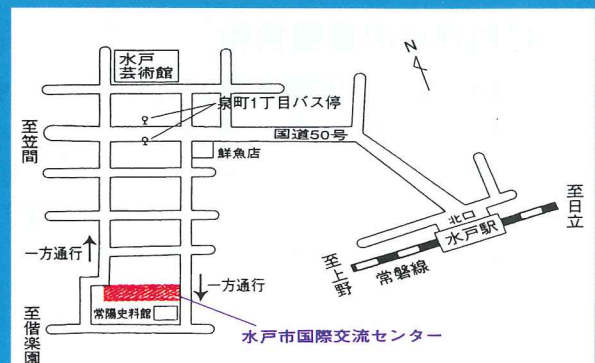 水戸
芸術館
N
泉町1丁目バス停
至笠間
国道50号
鮮魚店
至日立
北口
水戸駅
至上野
常磐線
一方通行
一方通行
常陽史料館
至偕楽園
水戸市国際交流センター